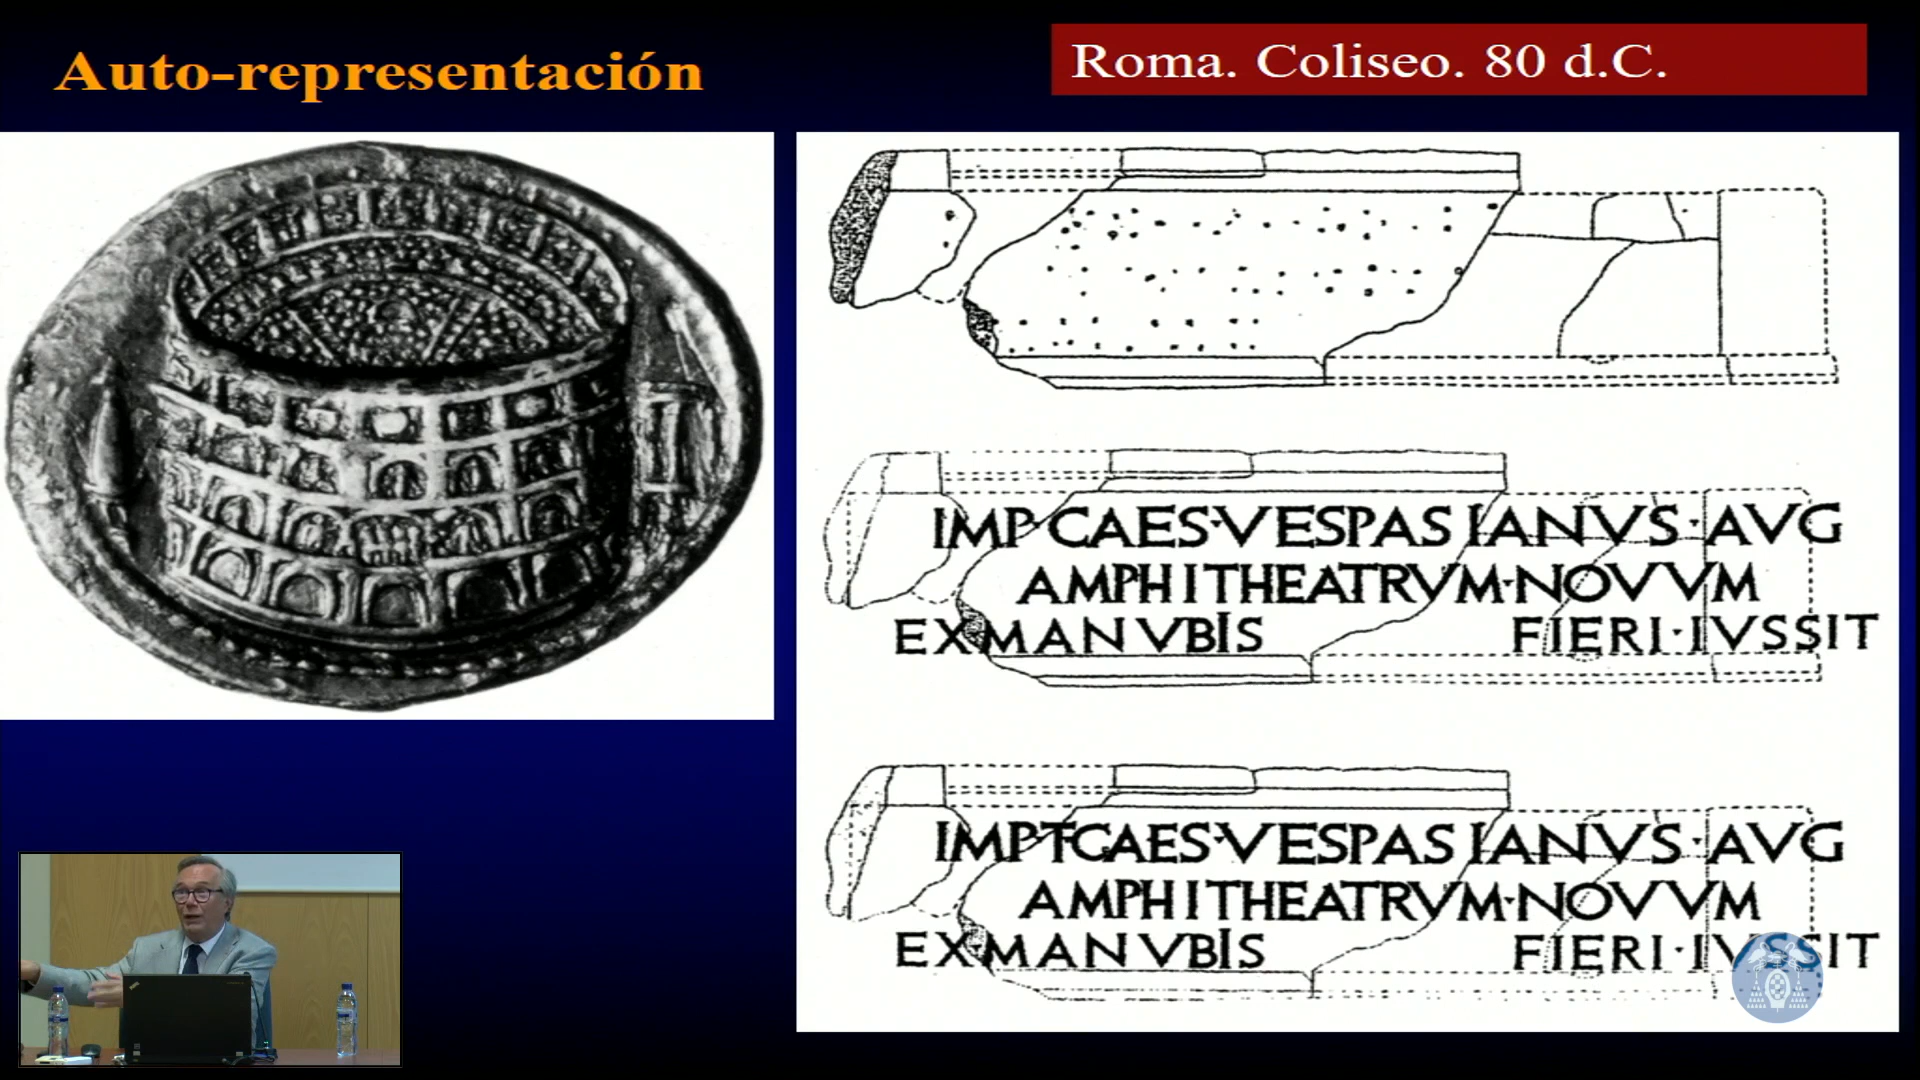 Auto-representación
Roma. Coliseo. 80 d.C.
IMP·CAES·VESPASIANVS·AVG
AMPHITHEATRVM·NOVVM
EX·MANVBIS FIERI·IVSSIT
IMP·T·CAES·VESPASIANVS·AVG
AMPHITHEATRVM·NOVVM
EX·MANVBIS FIERI·IVSSIT